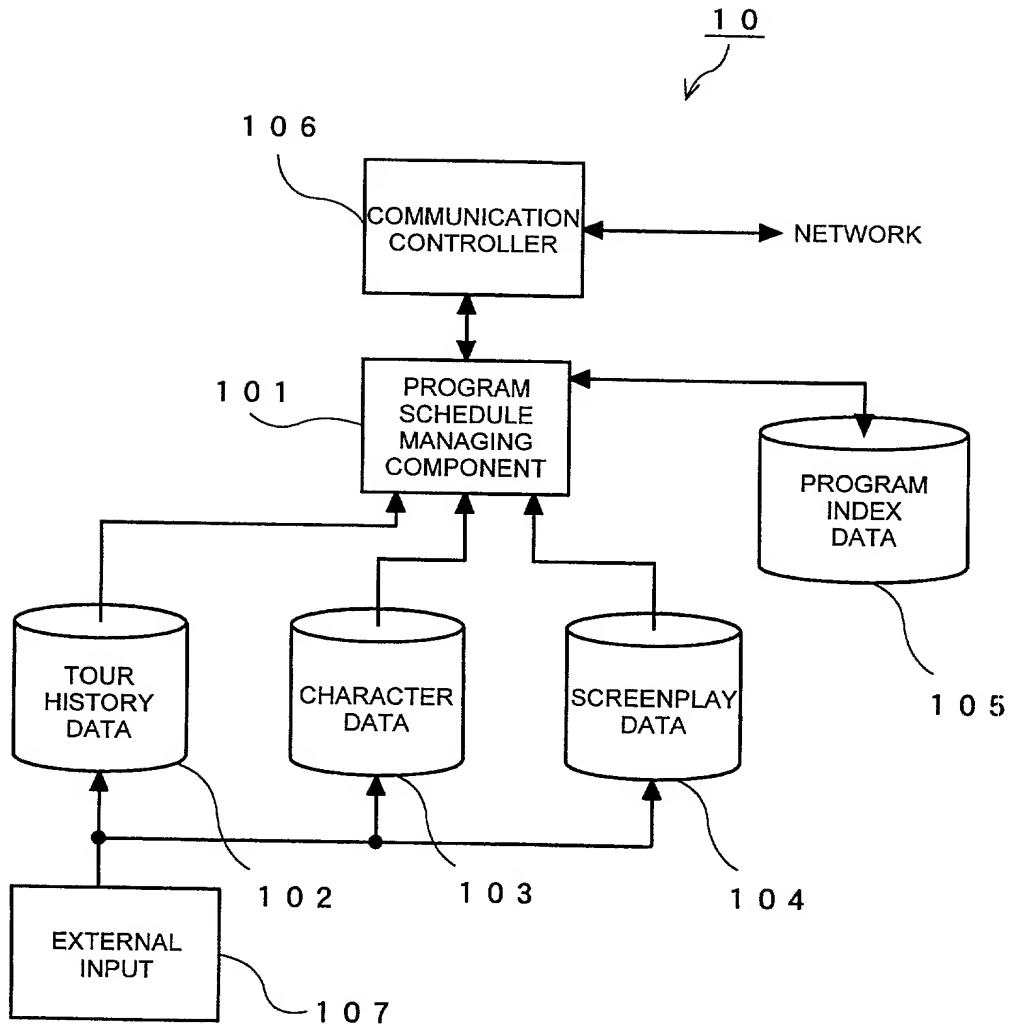 10
106
COMMUNICATION
CONTROLLER
NETWORK
101
PROGRAM
SCHEDULE
MANAGING
COMPONENT
PROGRAM
INDEX
DATA
105
TOUR
HISTORY
DATA
CHARACTER
DATA
SCREENPLAY
DATA
102
103
104
EXTERNAL
INPUT
107